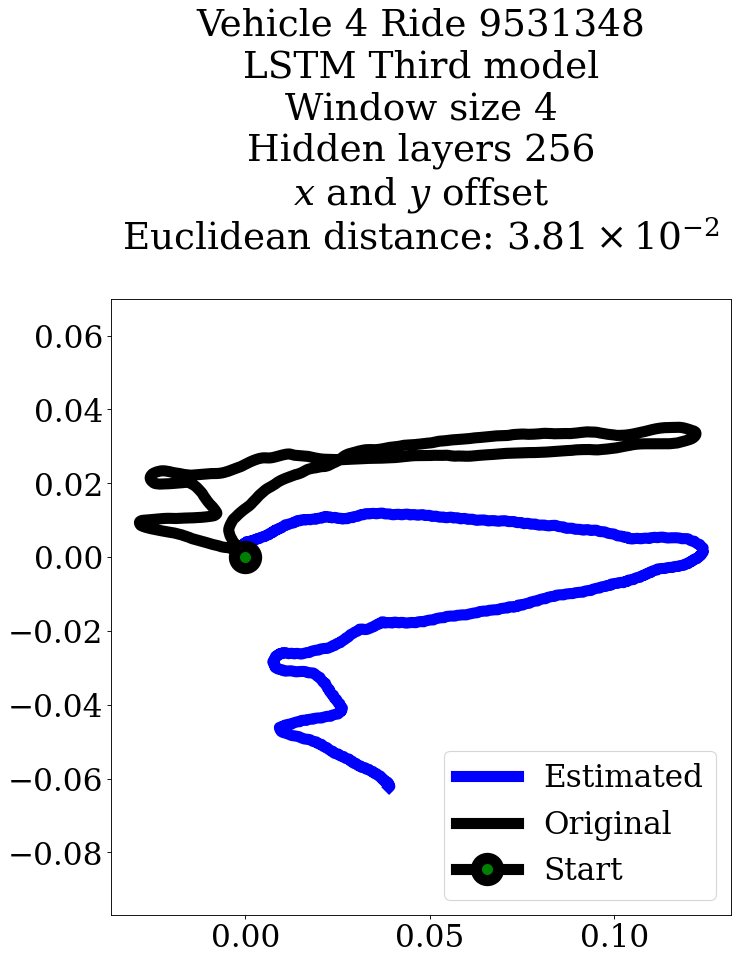 Vehicle 4 Ride 9531348
LSTM Third model
Window size 4
Hidden layers 256
x and y offset
Euclidean distance: 3.81 × 10⁻²
0.06
0.04
0.02
0.00
−0.02
−0.04
−0.06
−0.08
0.00 0.05 0.10
Estimated
Original
Start